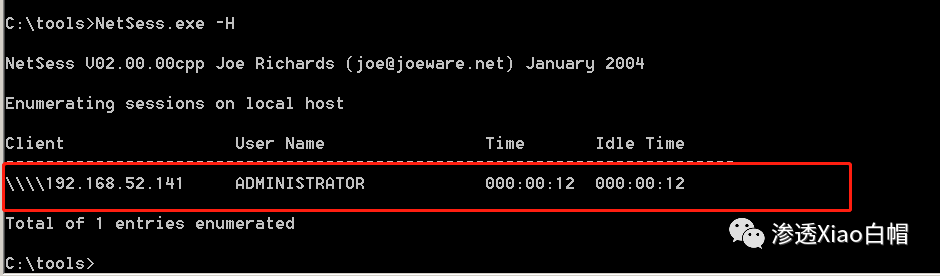 C:\tools>NetSess.exe -H
NetSess V02.00.00cpp Joe Richards (joe@joeware.net) January 2004
Enumerating sessions on local host
Client User Name Time Idle Time
---------------------------------------------------------------------------
\\\\192.168.52.141 ADMINISTRATOR 000:00:12 000:00:12
Total of 1 entries enumerated
渗透Xiao白帽
C:\tools>